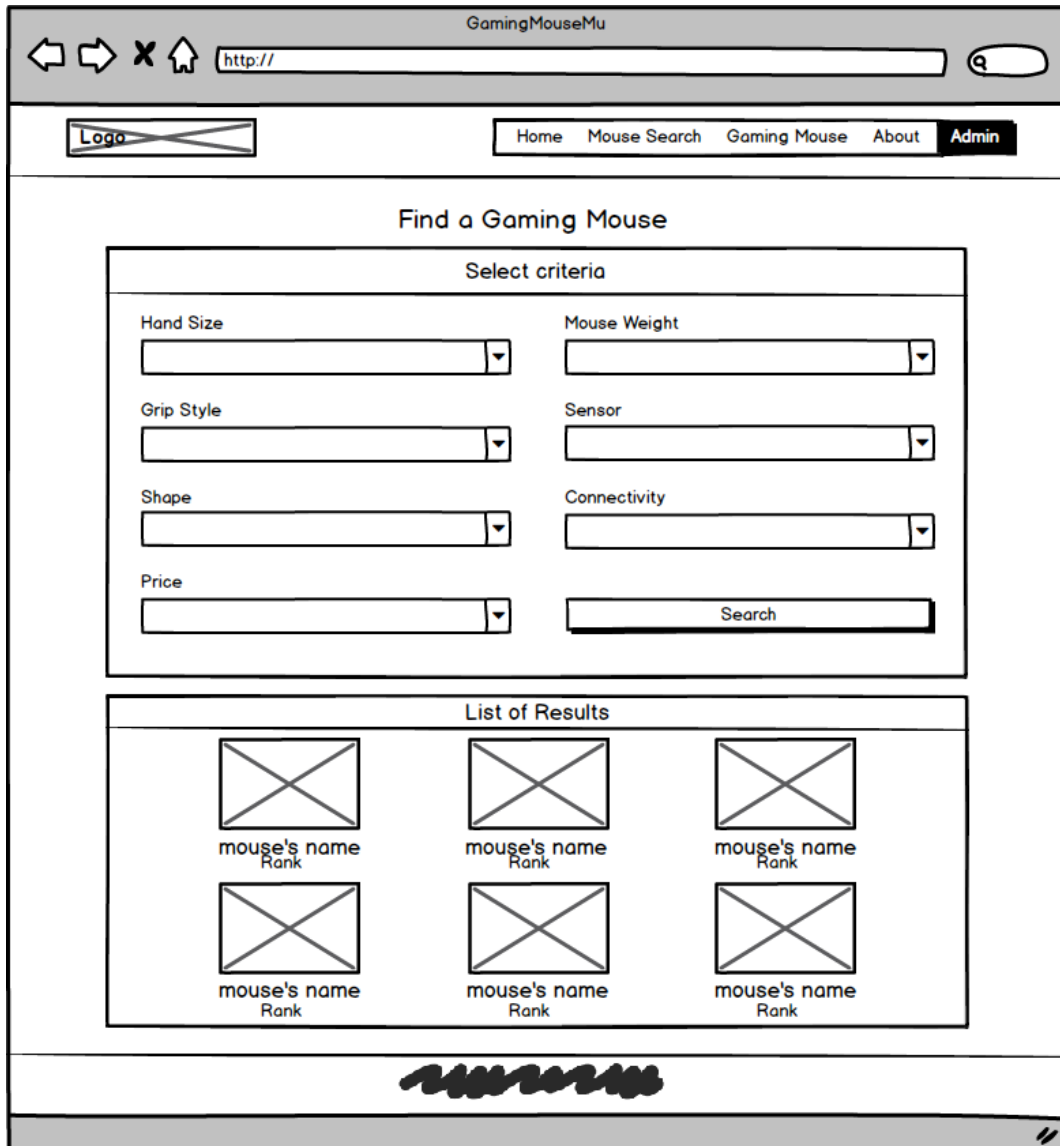 GamingMouseMu
http://
Logo
Home Mouse Search Gaming Mouse About Admin
Find a Gaming Mouse
Select criteria
Hand Size Mouse Weight
Grip Style Sensor
Shape Connectivity
Price
Search
List of Results
mouse's name mouse's name mouse's name
Rank Rank Rank
mouse's name mouse's name mouse's name
Rank Rank Rank